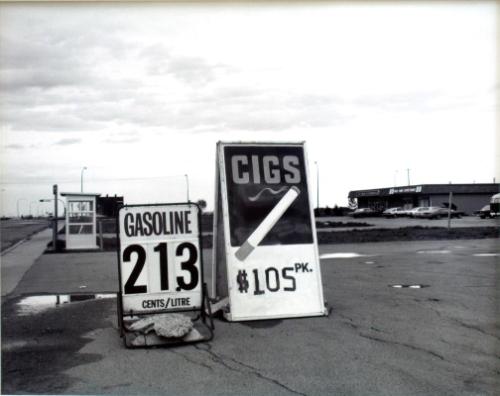 CIGS
$1.05 PK.
GASOLINE
21.3
CENTS/LITRE